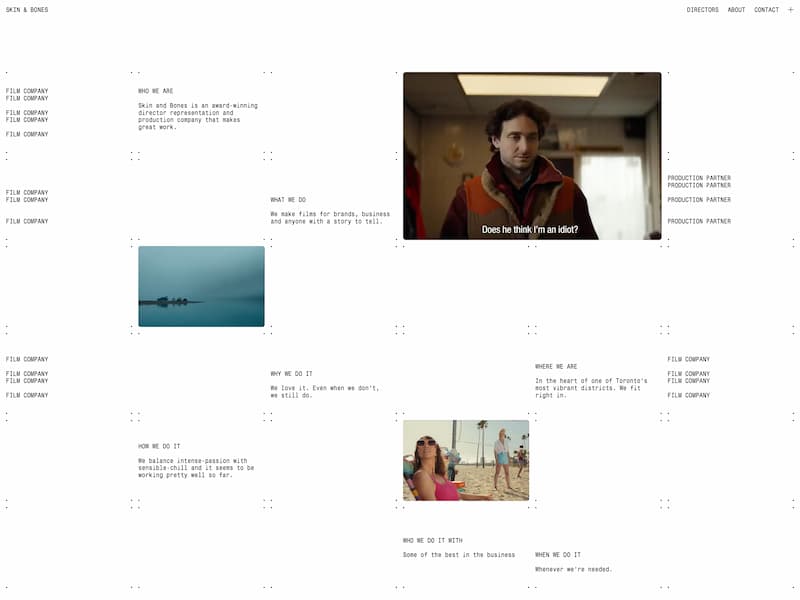 SKIN & BONES
DIRECTORS ABOUT CONTACT +
FILM COMPANY
FILM COMPANY
FILM COMPANY
FILM COMPANY
FILM COMPANY
WHO WE ARE
Skin and Bones is an award-winning
director representation and
production company that makes
great work.
Does he think I'm an idiot?
PRODUCTION PARTNER
PRODUCTION PARTNER
PRODUCTION PARTNER
PRODUCTION PARTNER
FILM COMPANY
FILM COMPANY
FILM COMPANY
WHAT WE DO
We make films for brands, business
and anyone with a story to tell.
FILM COMPANY
FILM COMPANY
FILM COMPANY
FILM COMPANY
WHY WE DO IT
We love it. Even when we don't,
we still do.
WHERE WE ARE
In the heart of one of Toronto's
most vibrant districts. We fit
right in.
FILM COMPANY
FILM COMPANY
FILM COMPANY
FILM COMPANY
HOW WE DO IT
We balance intense-passion with
sensible-chill and it seems to be
working pretty well so far.
WHO WE DO IT WITH
Some of the best in the business
WHEN WE DO IT
Whenever we're needed.